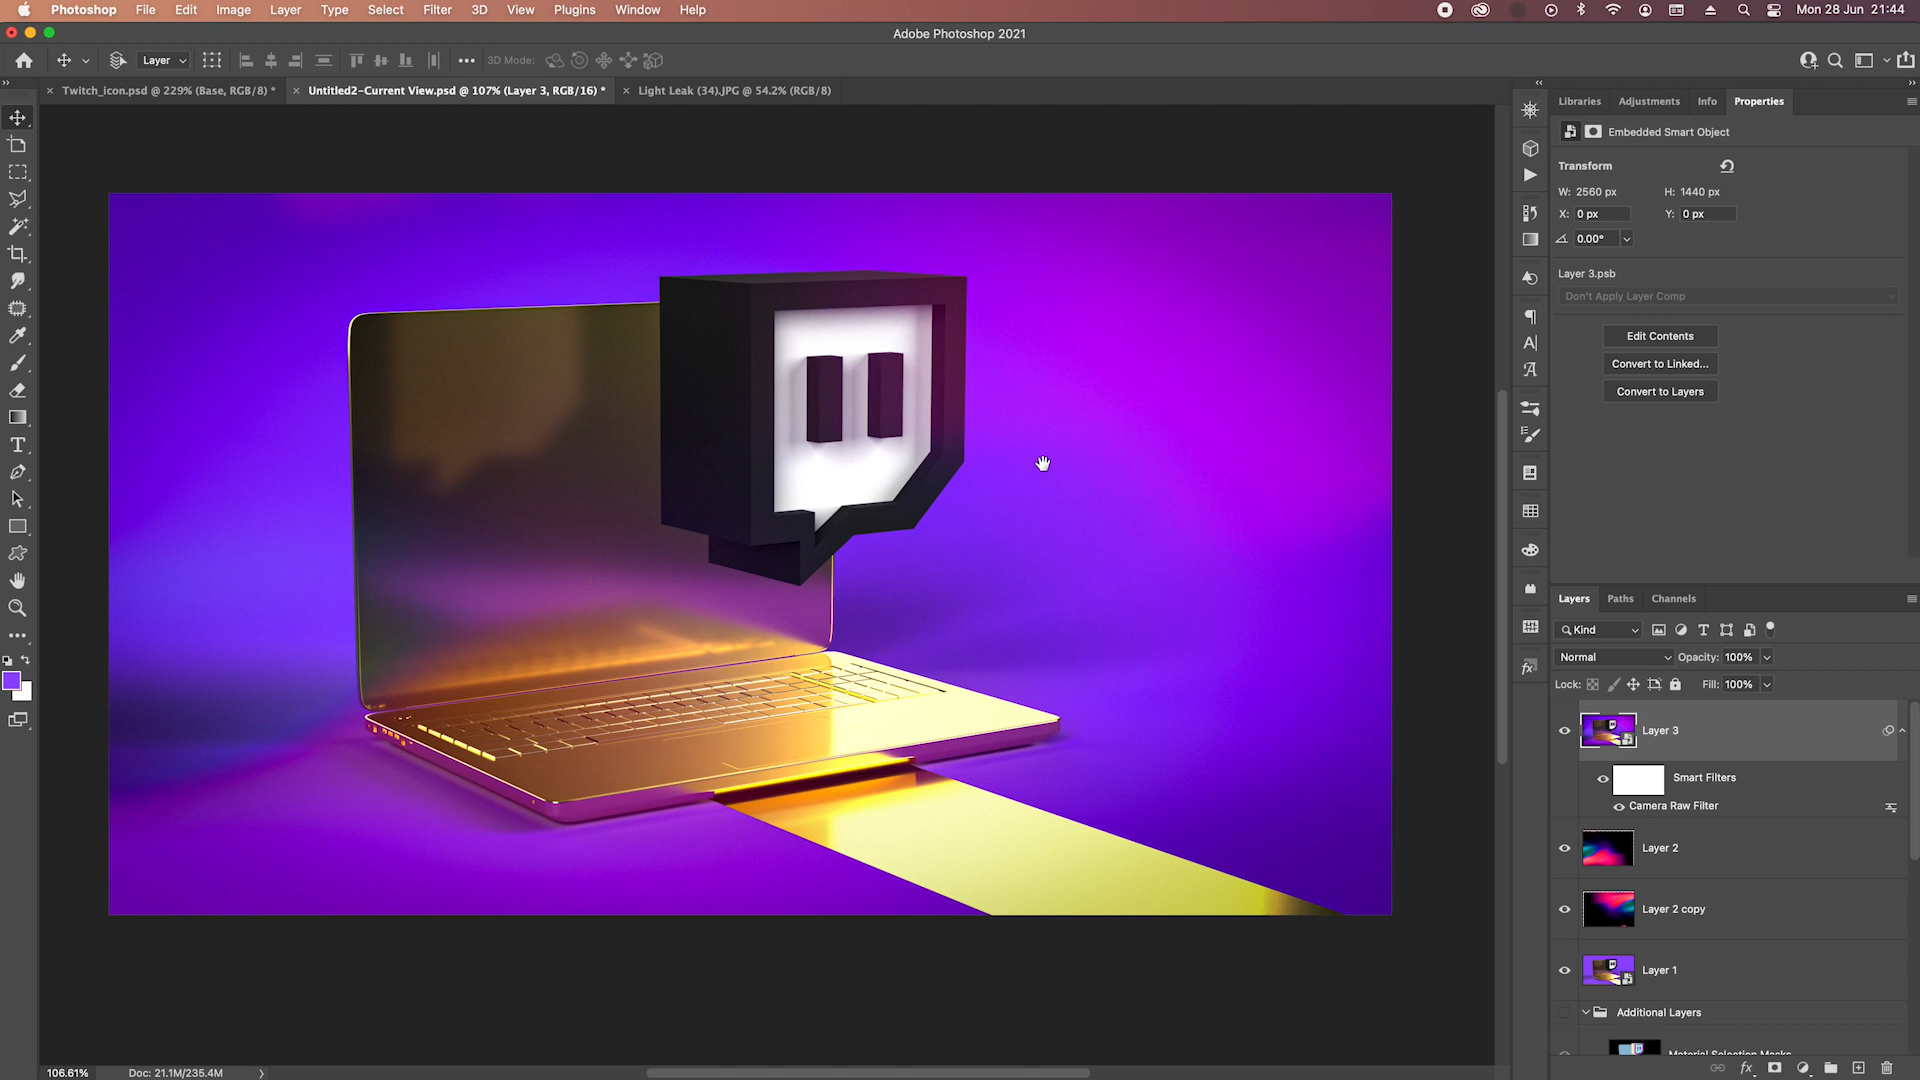 Photoshop File Edit Image Layer Type Select Filter 3D View Plugins Window Help Mon 28 Jun 21:44
Adobe Photoshop 2021
Layer 3D Mode:
Twitch_icon.psd @ 229% (Base, RGB/8) * Untitled2-Current View.psd @ 107% (Layer 3, RGB/16) * Light Leak (34).JPG @ 54.2% (RGB/8)
Libraries Adjustments Info Properties
Embedded Smart Object
Transform
W: 2560 px H: 1440 px
X: 0 px Y: 0 px
0.00°
Layer 3.psb
Don't Apply Layer Comp
Edit Contents
Convert to Linked...
Convert to Layers
Layers Paths Channels
Kind
Normal Opacity: 100%
Lock: Fill: 100%
Layer 3
Smart Filters
Camera Raw Filter
Layer 2
Layer 2 copy
Layer 1
Additional Layers
Material Selection Masks
106.61% Doc: 21.1M/235.4M